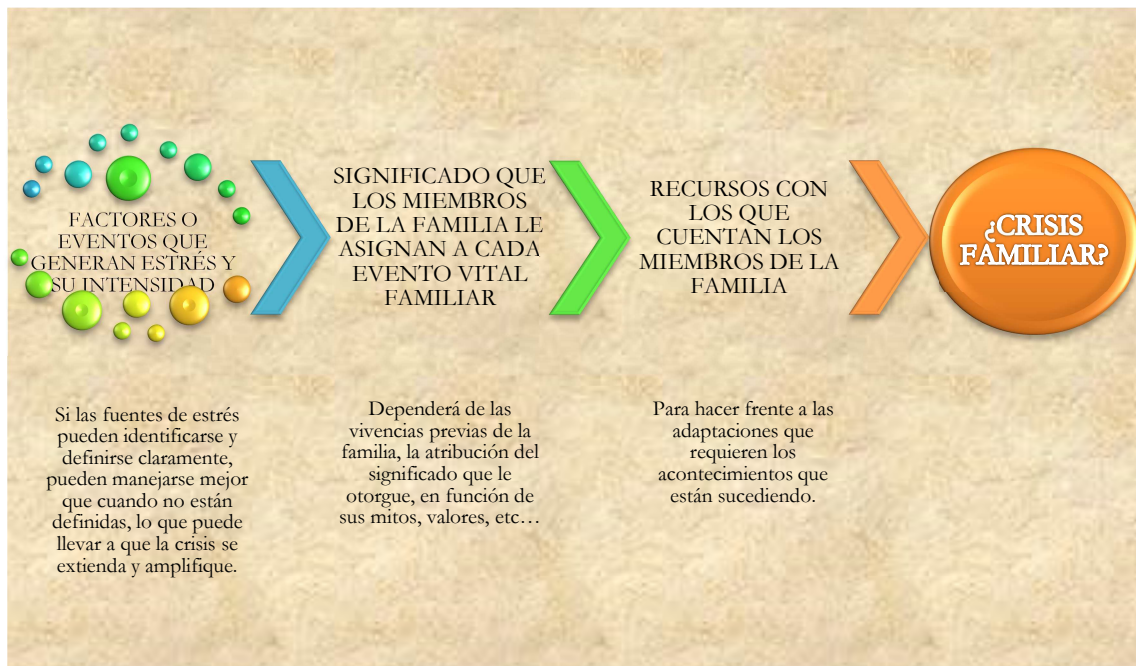 FACTORES O
EVENTOS QUE
GENERAN ESTRÉS Y
SU INTENSIDAD
SIGNIFICADO QUE
LOS MIEMBROS
DE LA FAMILIA LE
ASIGNAN A CADA
EVENTO VITAL
FAMILIAR
RECURSOS CON
LOS QUE
CUENTAN LOS
MIEMBROS DE LA
FAMILIA
¿CRISIS
FAMILIAR?
Si las fuentes de estrés
pueden identificarse y
definirse claramente,
pueden manejarse mejor
que cuando no están
definidas, lo que puede
llevar a que la crisis se
extienda y amplifique.
Dependerá de las
vivencias previas de la
familia, la atribución del
significado que le
otorgue, en función de
sus mitos, valores, etc…
Para hacer frente a las
adaptaciones que
requieren los
acontecimientos que
están sucediendo.